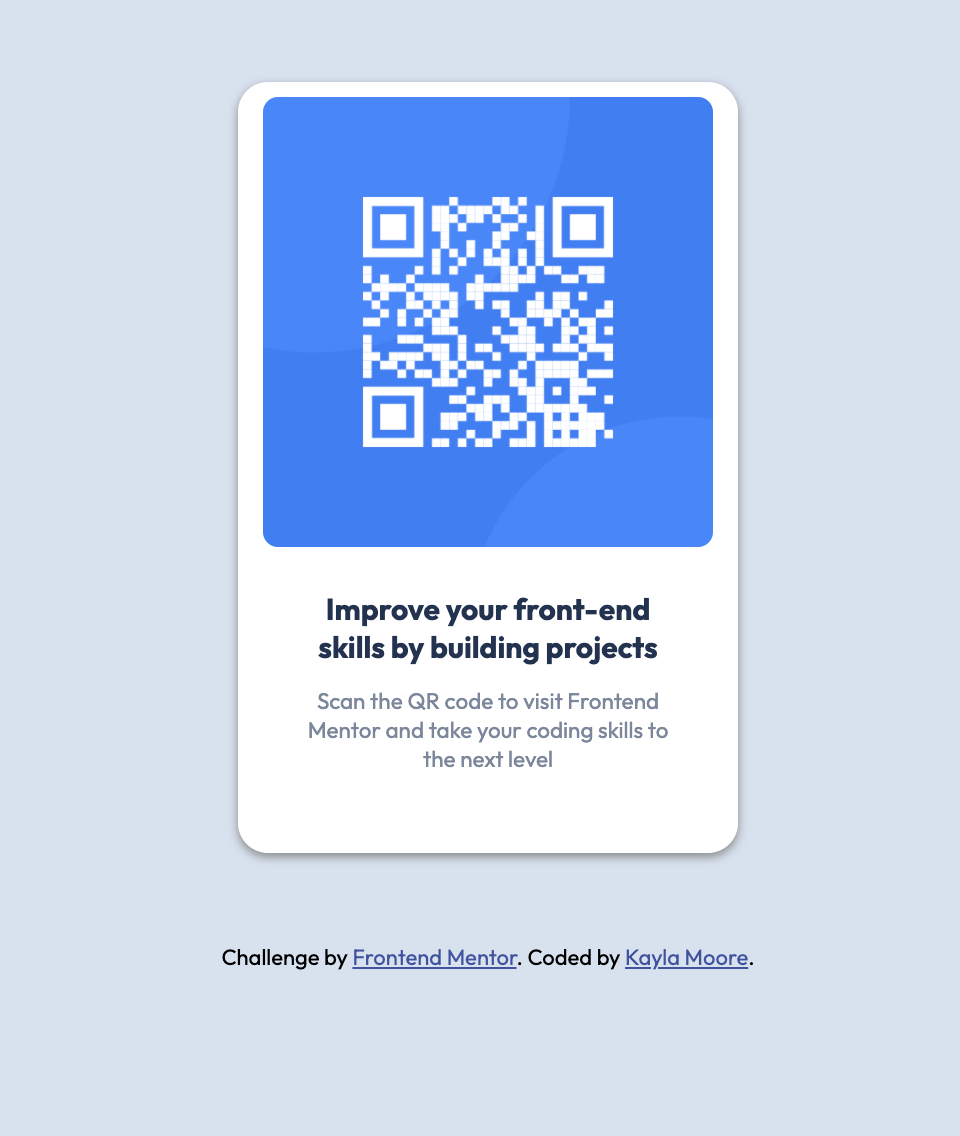 Improve your front-end
skills by building projects
Scan the QR code to visit Frontend
Mentor and take your coding skills to
the next level
Challenge by Frontend Mentor. Coded by Kayla Moore.